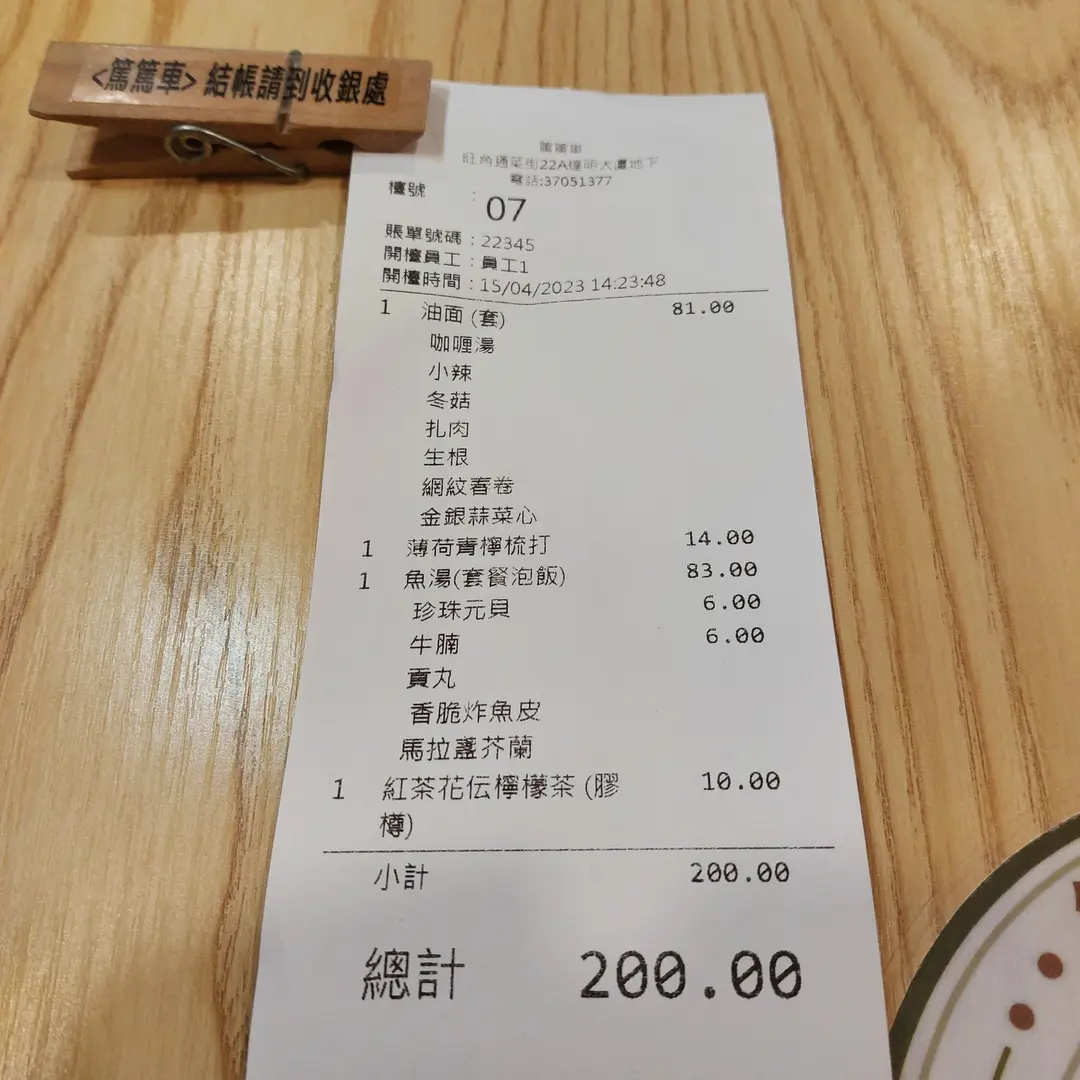 <篤篤車> 結帳請到收銀處
篤篤車
旺角通菜街22A煌明大廈地下
電話:37051377
檯號 : 07
賬單號碼 : 22345
開檯員工 : 員工1
開檯時間 : 15/04/2023 14:23:48
1 油面 (套) 81.00
咖喱湯
小辣
冬菇
扎肉
生根
網紋春卷
金銀蒜菜心
1 薄荷青檸梳打 14.00
1 魚湯(套餐泡飯) 83.00
珍珠元貝 6.00
牛腩 6.00
貢丸
香脆炸魚皮
馬拉盞芥蘭
1 紅茶花伝檸檬茶 (膠 10.00
樽)
小計 200.00
總計 200.00